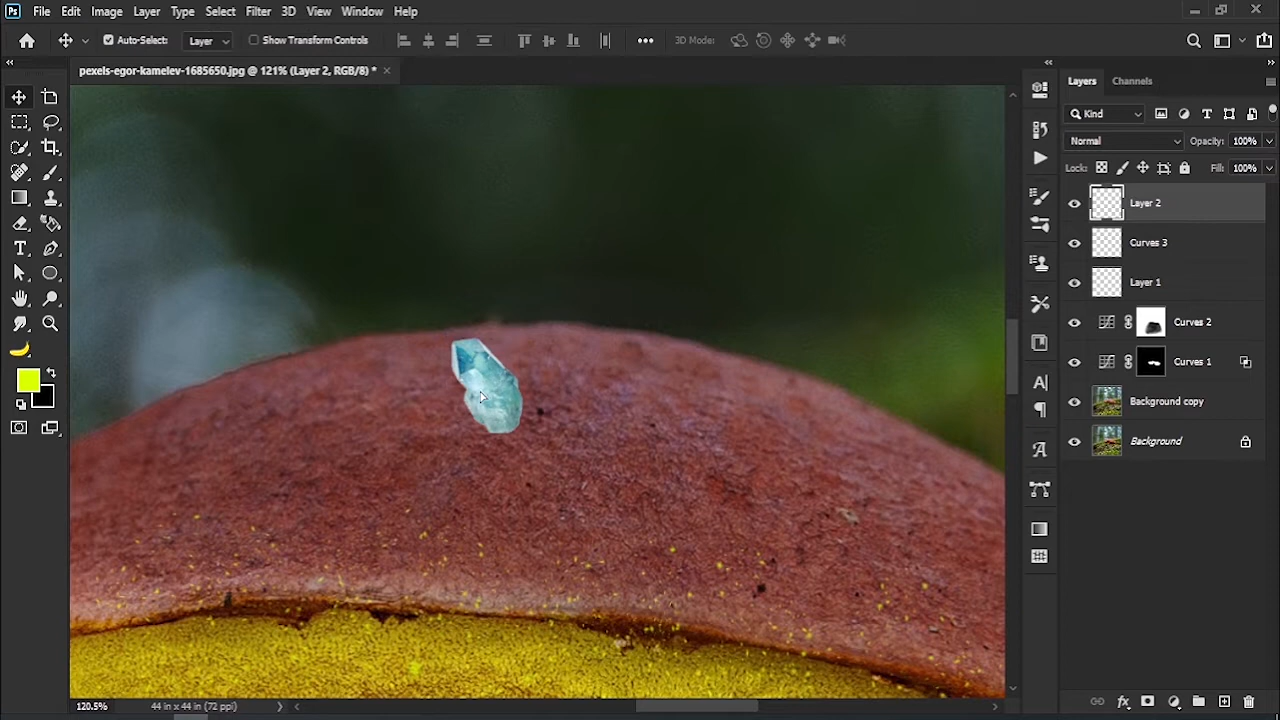 Ps File Edit Image Layer Type Select Filter 3D View Window Help
Auto-Select: Layer Show Transform Controls 3D Mode:
pexels-egor-kamelev-1685650.jpg @ 121% (Layer 2, RGB/8) *
Layers Channels
Kind
Normal Opacity: 100%
Lock: Fill: 100%
Layer 2
Curves 3
Layer 1
Curves 2
Curves 1
Background copy
Background
120.5% 44 in x 44 in (72 ppi)